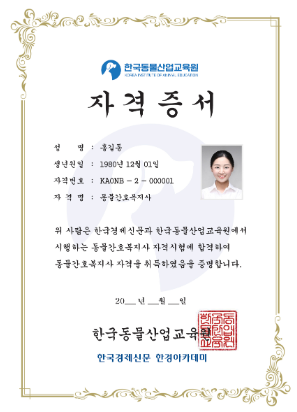 한국동물산업교육원
KOREA INSTITUTE OF ANIMAL EDUCATION
자격증서
성 명 : 홍길동
생년월일 : 1980년 12월 01일
자격번호 : KAONB - 2 - 000001
자 격 명 : 동물간호복지사
위 사람은 한국경제신문과 한국동물산업교육원에서
시행하는 동물간호복지사 자격시험에 합격하여
동물간호복지사 자격을 취득하였음을 증명합니다.
20__ 년 __월 __일
한국동물산업교육원
한국경제신문 한경아카데미